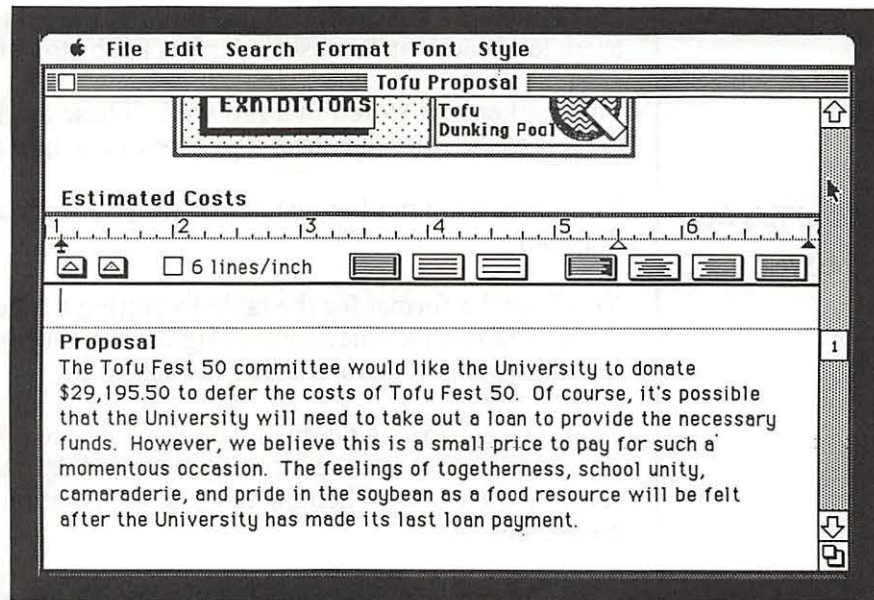 File Edit Search Format Font Style
Tofu Proposal
Exhibitions
Tofu
Dunking Pool
Estimated Costs
1 2 3 4 5 6 7
6 lines/inch
Proposal
The Tofu Fest 50 committee would like the University to donate
$29,195.50 to defer the costs of Tofu Fest 50. Of course, it's possible
that the University will need to take out a loan to provide the necessary
funds. However, we believe this is a small price to pay for such a
momentous occasion. The feelings of togetherness, school unity,
camaraderie, and pride in the soybean as a food resource will be felt
after the University has made its last loan payment.
1